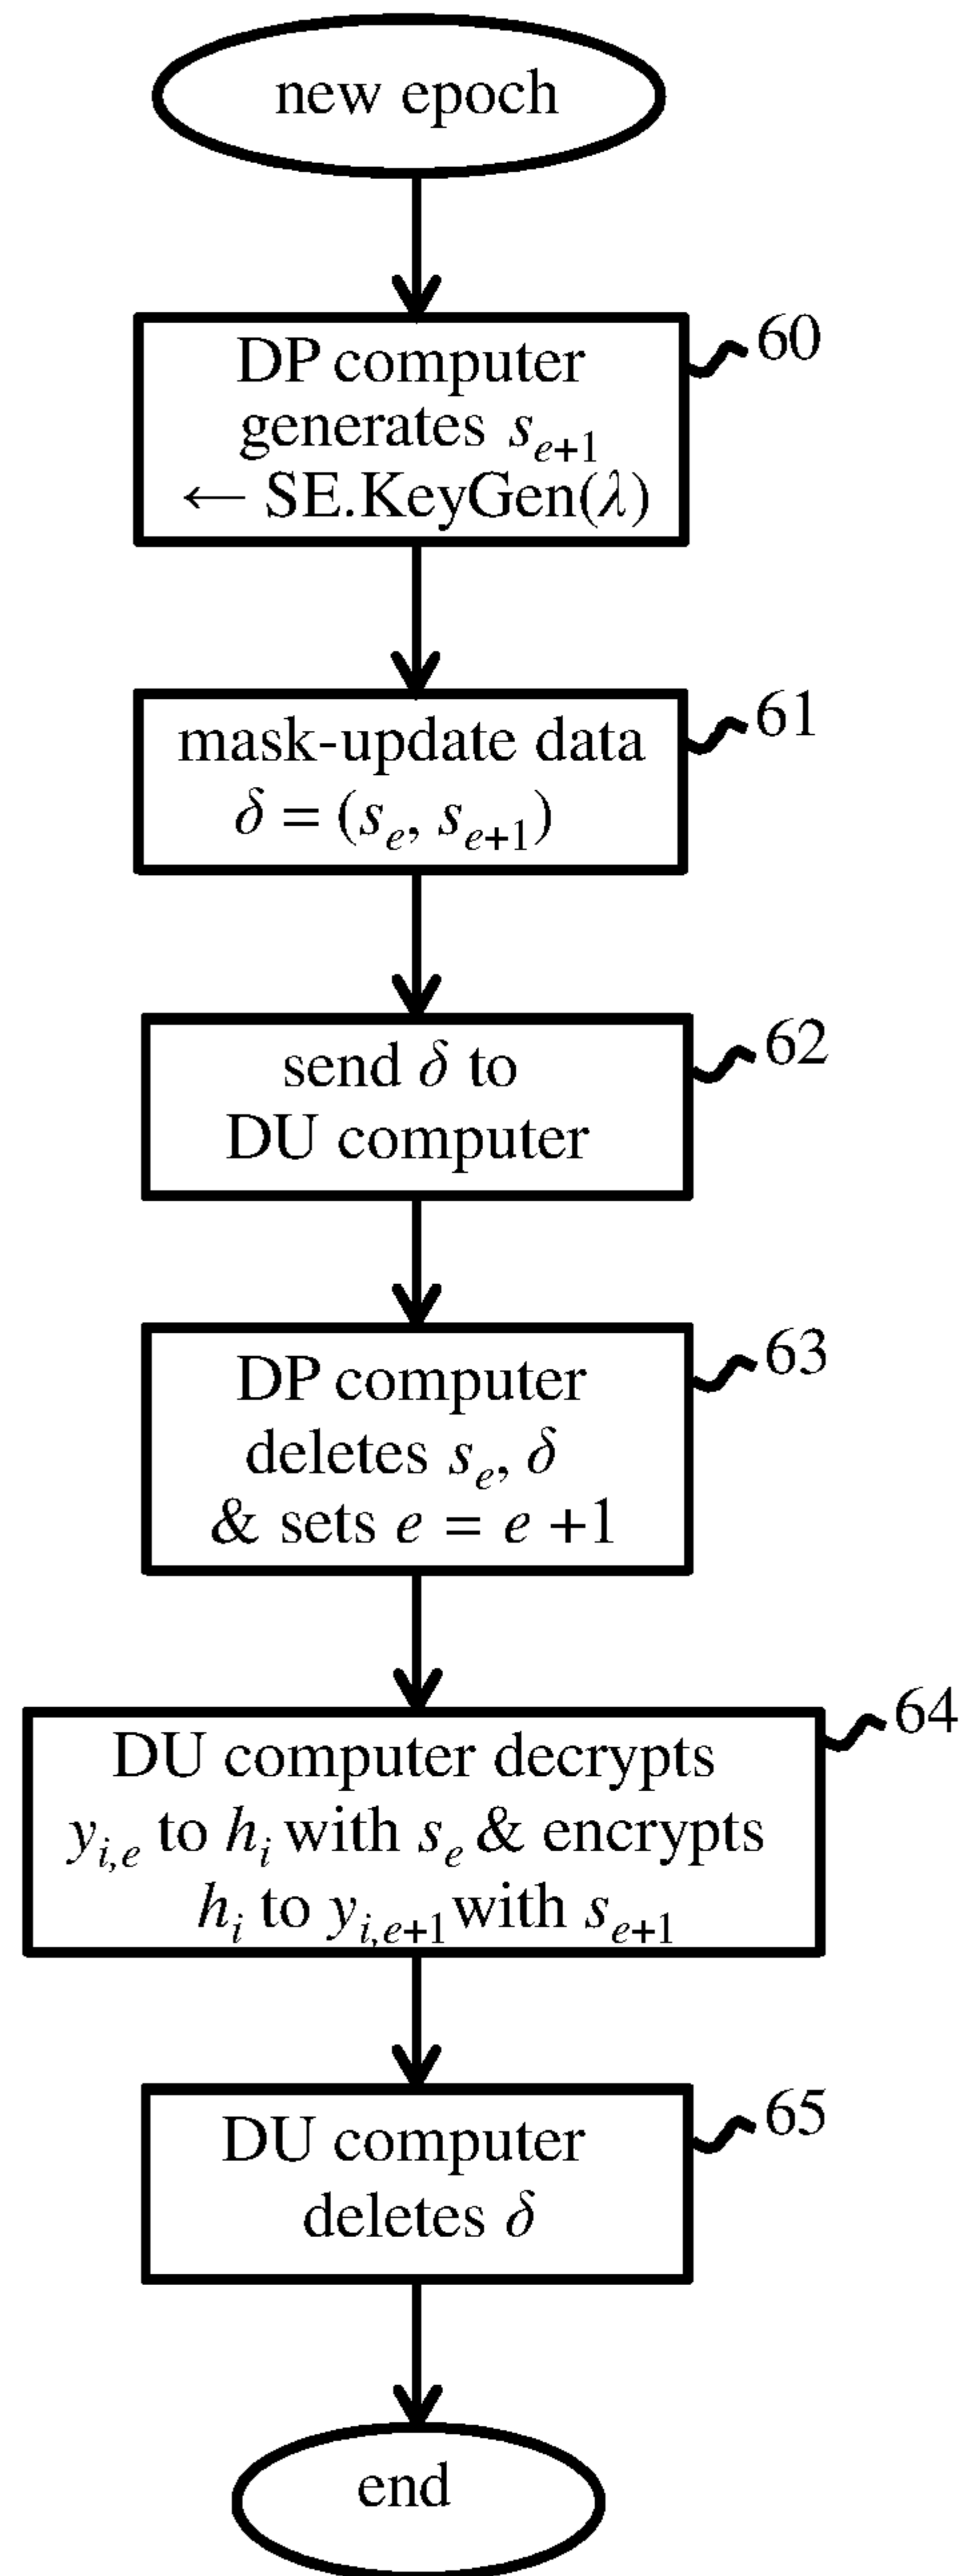 new epoch
DP computer
generates s_{e+1}
← SE.KeyGen(λ)
60
mask-update data
δ = (s_e, s_{e+1})
61
send δ to
DU computer
62
DP computer
deletes s_e, δ
& sets e = e +1
63
DU computer decrypts
y_{i,e} to h_i with s_e & encrypts
h_i to y_{i,e+1} with s_{e+1}
64
DU computer
deletes δ
65
end